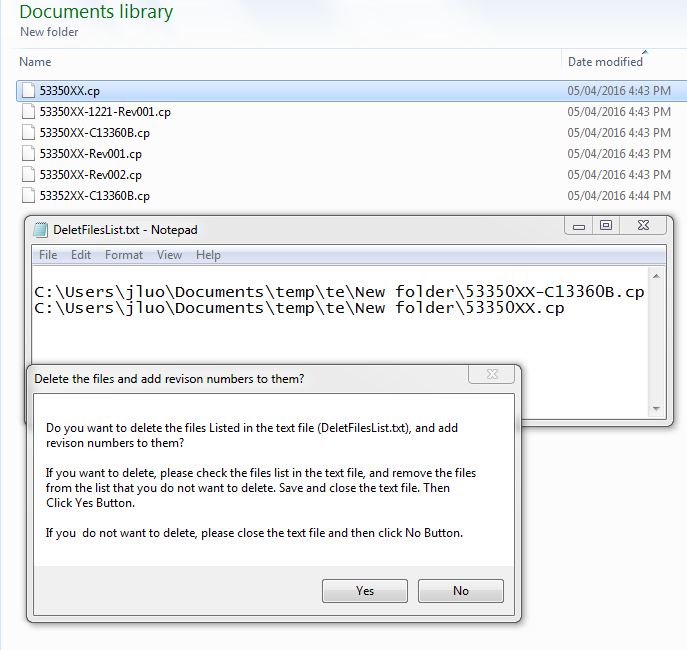 Documents library
New folder
Name Date modified
53350XX.cp 05/04/2016 4:43 PM
53350XX-1221-Rev001.cp 05/04/2016 4:43 PM
53350XX-C13360B.cp 05/04/2016 4:43 PM
53350XX-Rev001.cp 05/04/2016 4:43 PM
53350XX-Rev002.cp 05/04/2016 4:43 PM
53352XX-C13360B.cp 05/04/2016 4:44 PM
DeletFilesList.txt - Notepad
File Edit Format View Help
C:\Users\jluo\Documents\temp\te\New folder\53350XX-C13360B.cp
C:\Users\jluo\Documents\temp\te\New folder\53350XX.cp
Delete the files and add revison numbers to them?
Do you want to delete the files Listed in the text file (DeletFilesList.txt), and add
revison numbers to them?
If you want to delete, please check the files list in the text file, and remove the files
from the list that you do not want to delete. Save and close the text file. Then
Click Yes Button.
If you  do not want to delete, please close the text file and then click No Button.
Yes No